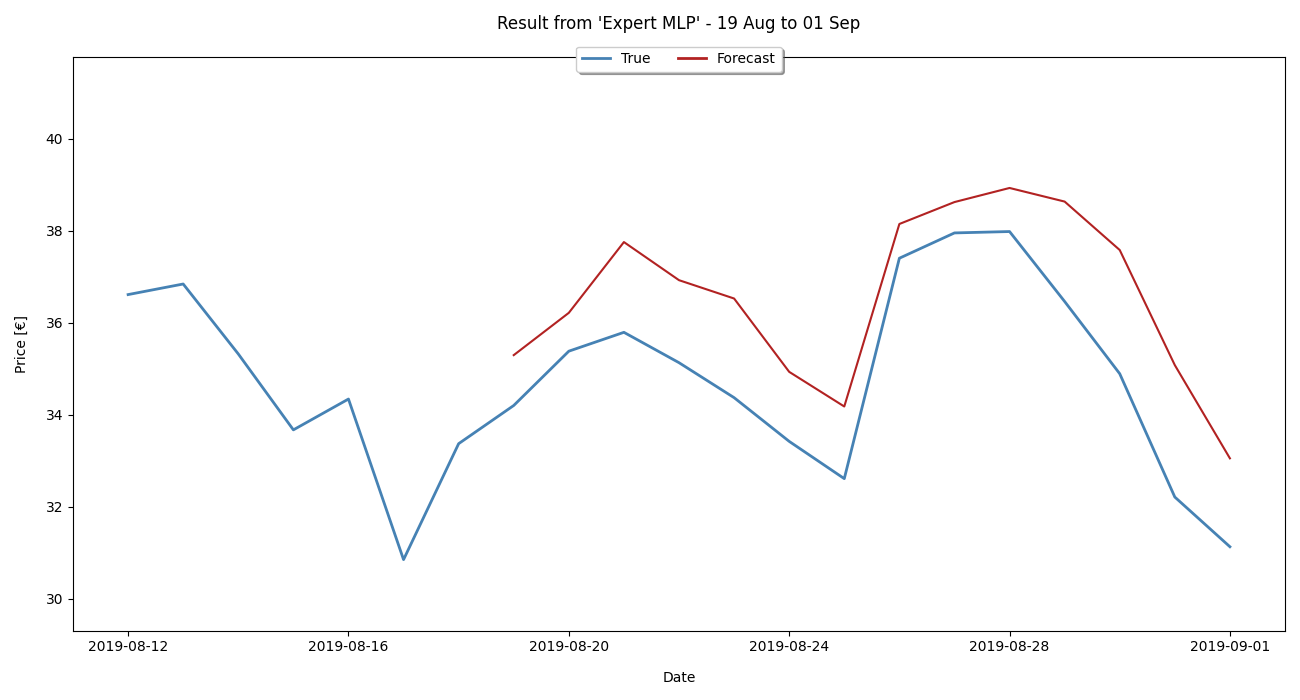 Result from 'Expert MLP' - 19 Aug to 01 Sep
True Forecast
40
38
36
34
32
30
Price [€]
2019-08-12 2019-08-16 2019-08-20 2019-08-24 2019-08-28 2019-09-01
Date